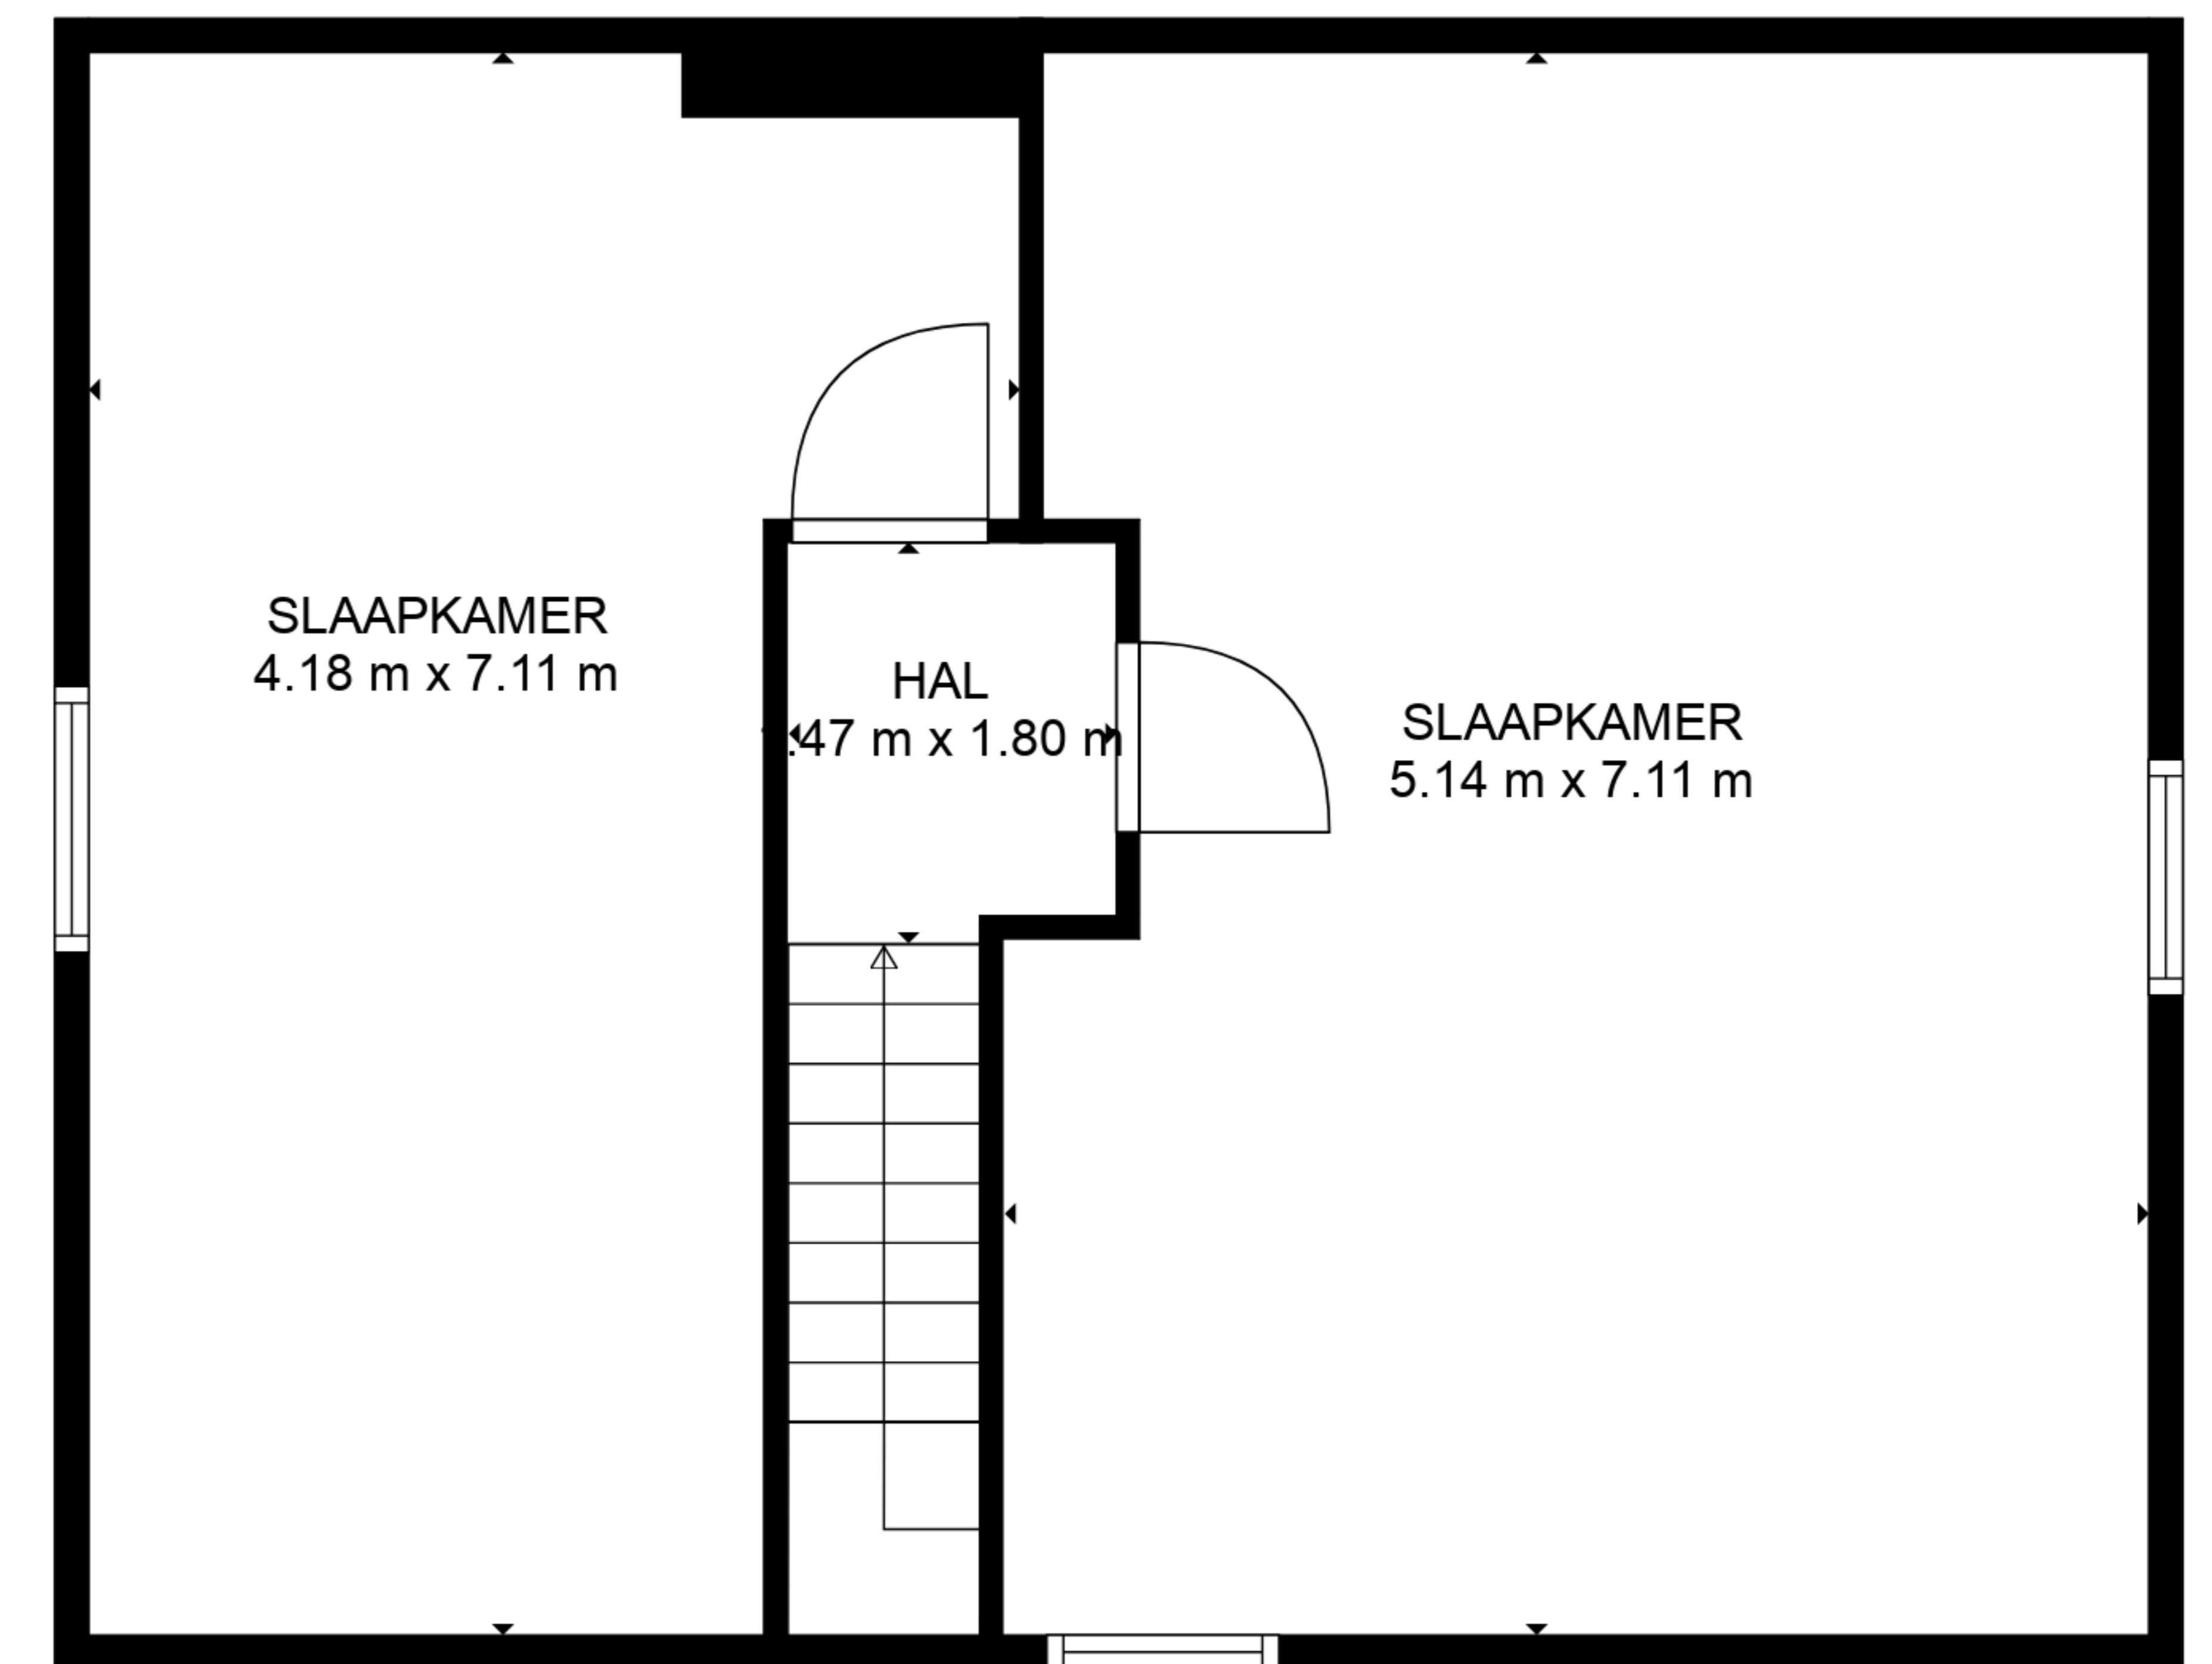 SLAAPKAMER
4.18 m x 7.11 m
HAL
.47 m x 1.80 m
SLAAPKAMER
5.14 m x 7.11 m